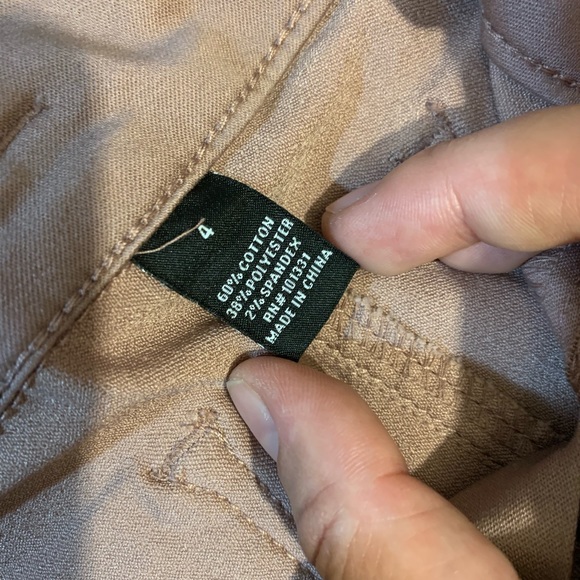 4
60% COTTON
38% POLYESTER
2% SPANDEX
RN# 101331
MADE IN CHINA